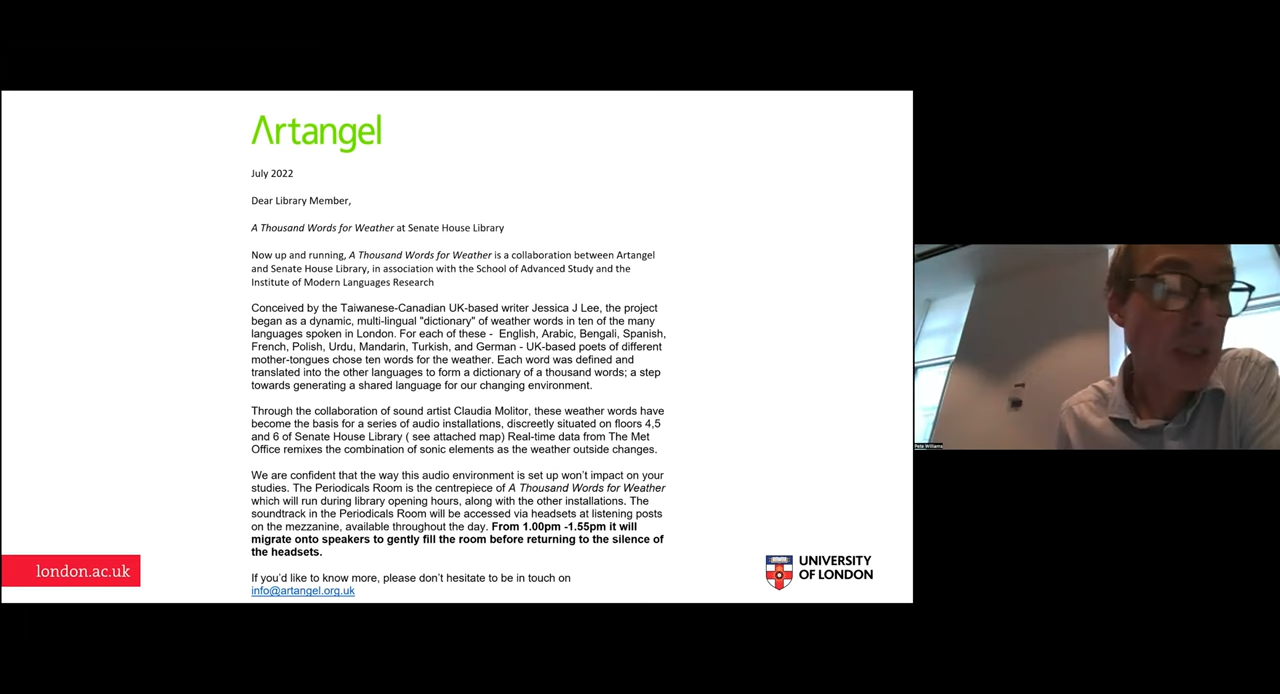 Artangel
July 2022
Dear Library Member,
A Thousand Words for Weather at Senate House Library
Now up and running, A Thousand Words for Weather is a collaboration between Artangel
and Senate House Library, in association with the School of Advanced Study and the
Institute of Modern Languages Research
Conceived by the Taiwanese-Canadian UK-based writer Jessica J Lee, the project
began as a dynamic, multi-lingual "dictionary" of weather words in ten of the many
languages spoken in London. For each of these - English, Arabic, Bengali, Spanish,
French, Polish, Urdu, Mandarin, Turkish, and German - UK-based poets of different
mother-tongues chose ten words for the weather. Each word was defined and
translated into the other languages to form a dictionary of a thousand words; a step
towards generating a shared language for our changing environment.
Through the collaboration of sound artist Claudia Molitor, these weather words have
become the basis for a series of audio installations, discreetly situated on floors 4,5
and 6 of Senate House Library ( see attached map) Real-time data from The Met
Office remixes the combination of sonic elements as the weather outside changes.
We are confident that the way this audio environment is set up won't impact on your
studies. The Periodicals Room is the centrepiece of A Thousand Words for Weather
which will run during library opening hours, along with the other installations. The
soundtrack in the Periodicals Room will be accessed via headsets at listening posts
on the mezzanine, available throughout the day. From 1.00pm -1.55pm it will
migrate onto speakers to gently fill the room before returning to the silence of
the headsets.
If you'd like to know more, please don't hesitate to be in touch on
info@artangel.org.uk
london.ac.uk
UNIVERSITY
OF LONDON
Pete Williams